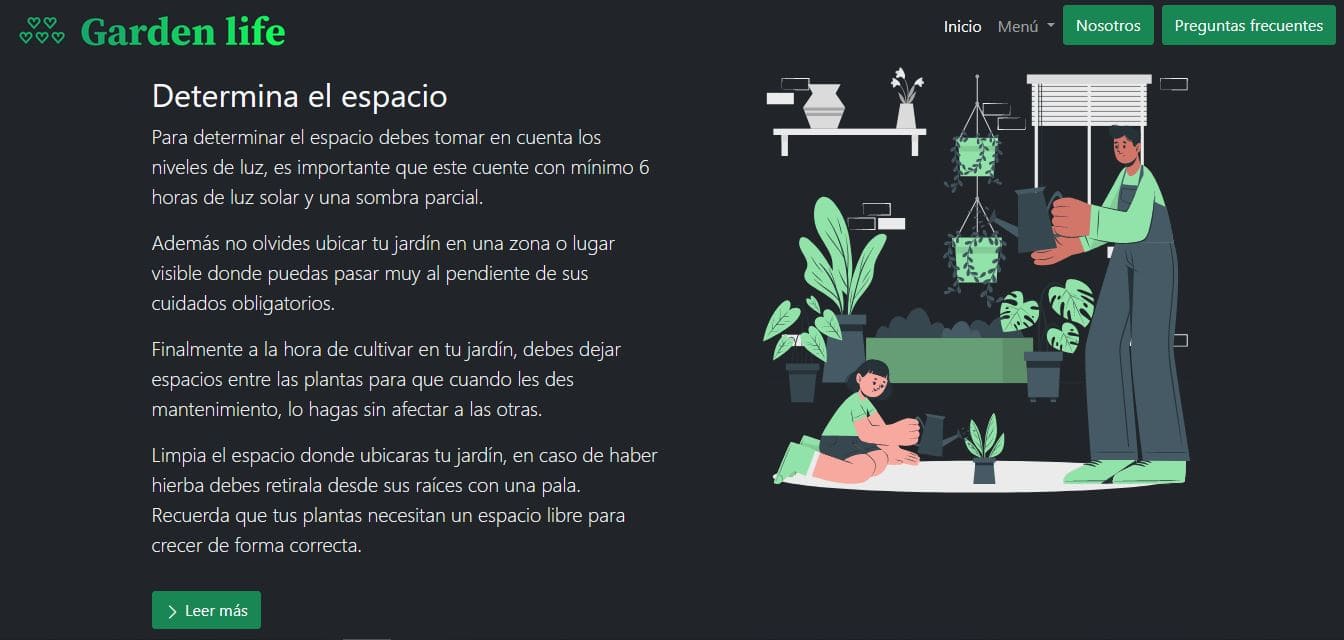 Garden life
Inicio Menú Nosotros Preguntas frecuentes
Determina el espacio
Para determinar el espacio debes tomar en cuenta los
niveles de luz, es importante que este cuente con mínimo 6
horas de luz solar y una sombra parcial.
Además no olvides ubicar tu jardín en una zona o lugar
visible donde puedas pasar muy al pendiente de sus
cuidados obligatorios.
Finalmente a la hora de cultivar en tu jardín, debes dejar
espacios entre las plantas para que cuando les des
mantenimiento, lo hagas sin afectar a las otras.
Limpia el espacio donde ubicaras tu jardín, en caso de haber
hierba debes retirala desde sus raíces con una pala.
Recuerda que tus plantas necesitan un espacio libre para
crecer de forma correcta.
Leer más